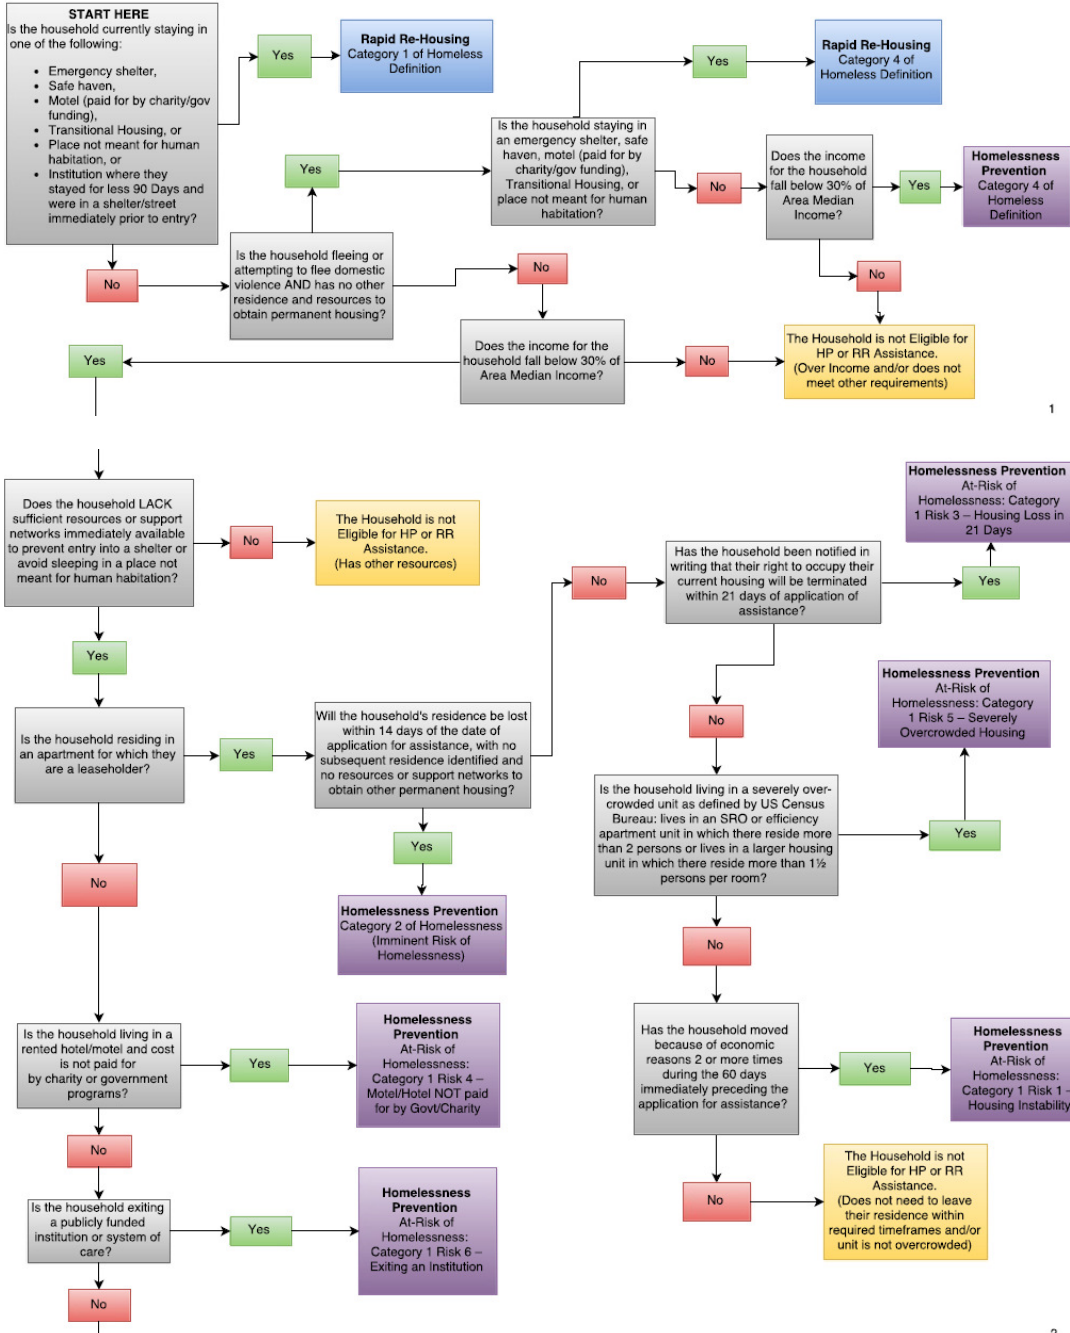 START HERE
Is the household currently staying in
one of the following:
• Emergency shelter,
• Safe haven,
• Motel (paid for by charity/gov
funding),
• Transitional Housing, or
• Place not meant for human
habitation, or
• Institution where they
stayed for less 90 Days and
were in a shelter/street
immediately prior to entry?
Yes
Rapid Re-Housing
Category 1 of Homeless
Definition
No
Is the household fleeing or
attempting to flee domestic
violence AND has no other
residence and resources to
obtain permanent housing?
Yes
Is the household staying in
an emergency shelter, safe
haven, motel (paid for by
charity/gov funding),
Transitional Housing, or
place not meant for human
habitation?
Yes
Rapid Re-Housing
Category 4 of
Homeless Definition
No
Does the income
for the household
fall below 30% of
Area Median
Income?
Yes
Homelessness
Prevention
Category 4 of
Homeless
Definition
No
No
Does the income for the
household fall below 30% of
Area Median Income?
No
The Household is not Eligible for
HP or RR Assistance.
(Over Income and/or does not
meet other requirements)
Yes
1
Does the household LACK
sufficient resources or support
networks immediately available
to prevent entry into a shelter or
avoid sleeping in a place not
meant for human habitation?
No
The Household is not
Eligible for HP or RR
Assistance.
(Has other resources)
Yes
Is the household residing in
an apartment for which they
are a leaseholder?
Yes
Will the household's residence be lost
within 14 days of the date of
application for assistance, with no
subsequent residence identified and
no resources or support networks to
obtain other permanent housing?
Yes
Homelessness Prevention
Category 2 of Homelessness
(Imminent Risk of
Homelessness)
No
Has the household been notified in
writing that their right to occupy their
current housing will be terminated
within 21 days of application of
assistance?
Yes
Homelessness Prevention
At-Risk of
Homelessness: Category
1 Risk 3 – Housing Loss in
21 Days
No
Is the household living in a severely over-
crowded unit as defined by US Census
Bureau: lives in an SRO or efficiency
apartment unit in which there reside more
than 2 persons or lives in a larger housing
unit in which there reside more than 1½
persons per room?
Yes
Homelessness Prevention
At-Risk of
Homelessness: Category
1 Risk 5 – Severely
Overcrowded Housing
No
Has the household moved
because of economic
reasons 2 or more times
during the 60 days
immediately preceding the
application for assistance?
Yes
Homelessness
Prevention
At-Risk of
Homelessness:
Category 1 Risk 1 –
Housing Instability
No
The Household is not
Eligible for HP or RR
Assistance.
(Does not need to leave
their residence within
required timeframes and/or
unit is not overcrowded)
No
Is the household living in a
rented hotel/motel and cost
is not paid for
by charity or government
programs?
Yes
Homelessness
Prevention
At-Risk of
Homelessness:
Category 1 Risk 4 –
Motel/Hotel NOT paid
for by Govt/Charity
No
Is the household exiting
a publicly funded
institution or system of
care?
Yes
Homelessness
Prevention
At-Risk of
Homelessness:
Category 1 Risk 6 –
Exiting an Institution
No